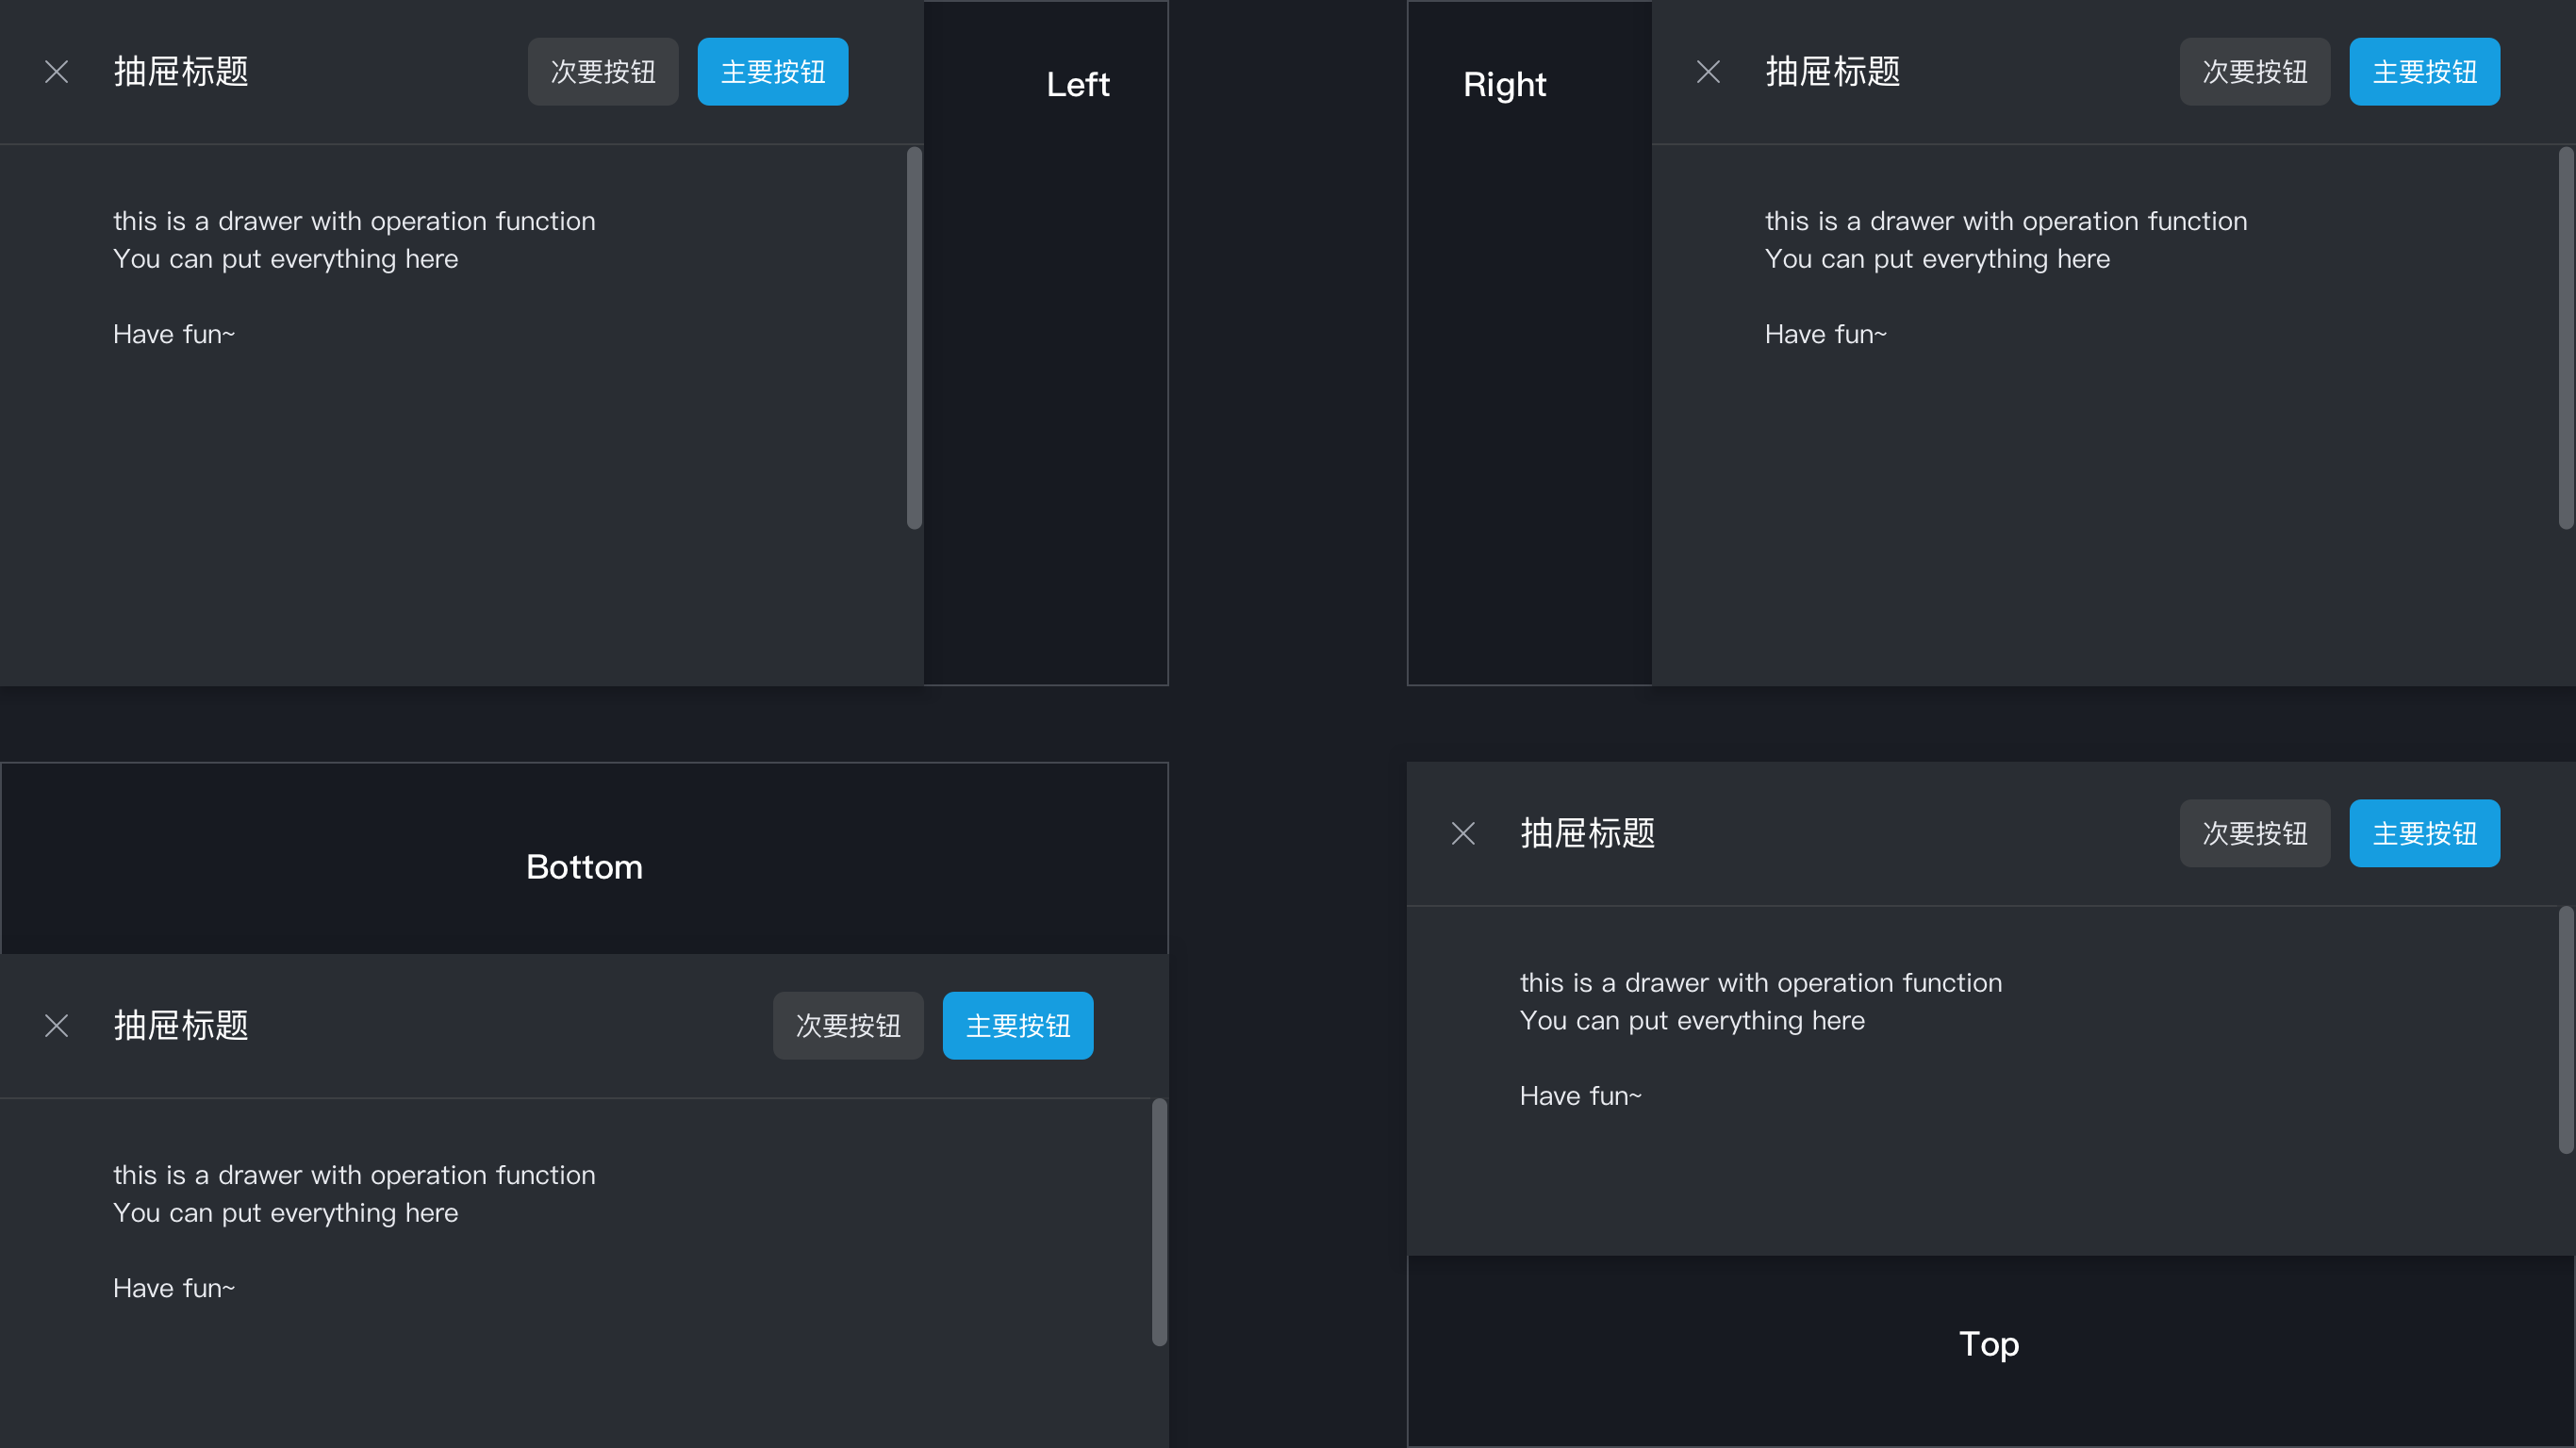 抽屉标题
次要按钮
主要按钮
this is a drawer with operation function
You can put everything here
Have fun~
Left
Right
抽屉标题
次要按钮
主要按钮
this is a drawer with operation function
You can put everything here
Have fun~
Bottom
抽屉标题
次要按钮
主要按钮
this is a drawer with operation function
You can put everything here
Have fun~
抽屉标题
次要按钮
主要按钮
this is a drawer with operation function
You can put everything here
Have fun~
Top